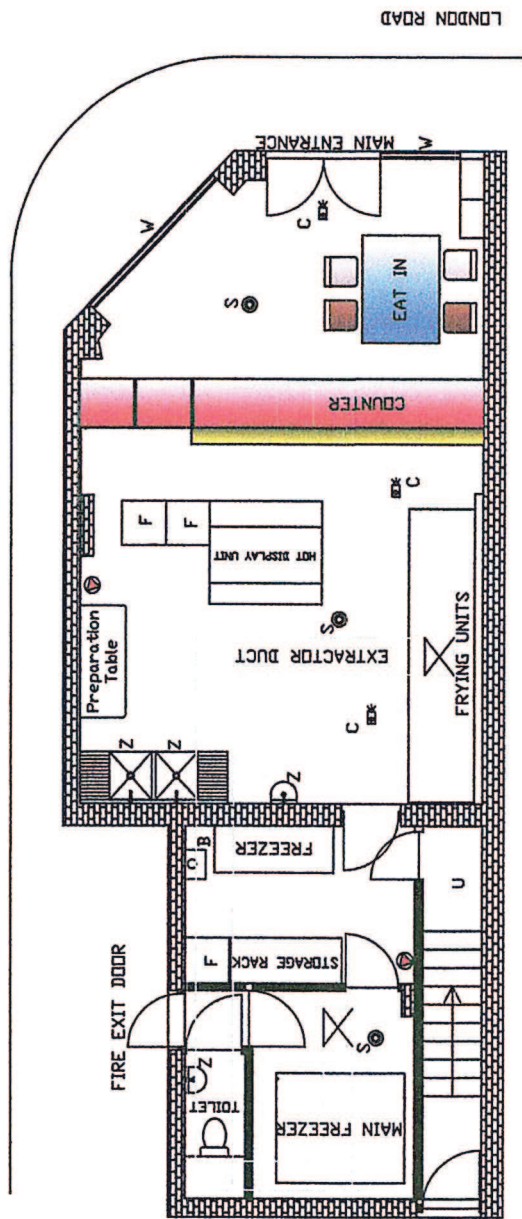 LONDON ROAD
MAIN ENTRANCE
W
W
C
S
EAT IN
COUNTER
C
F
F
HOT DISPLAY UNIT
S
EXTRACTOR DUCT
FRYING UNITS
C
Preparation
Table
Z
Z
Z
FREEZER
B
U
F
STORAGE RACK
FIRE EXIT DOOR
Z
TOILET
S
MAIN FREEZER